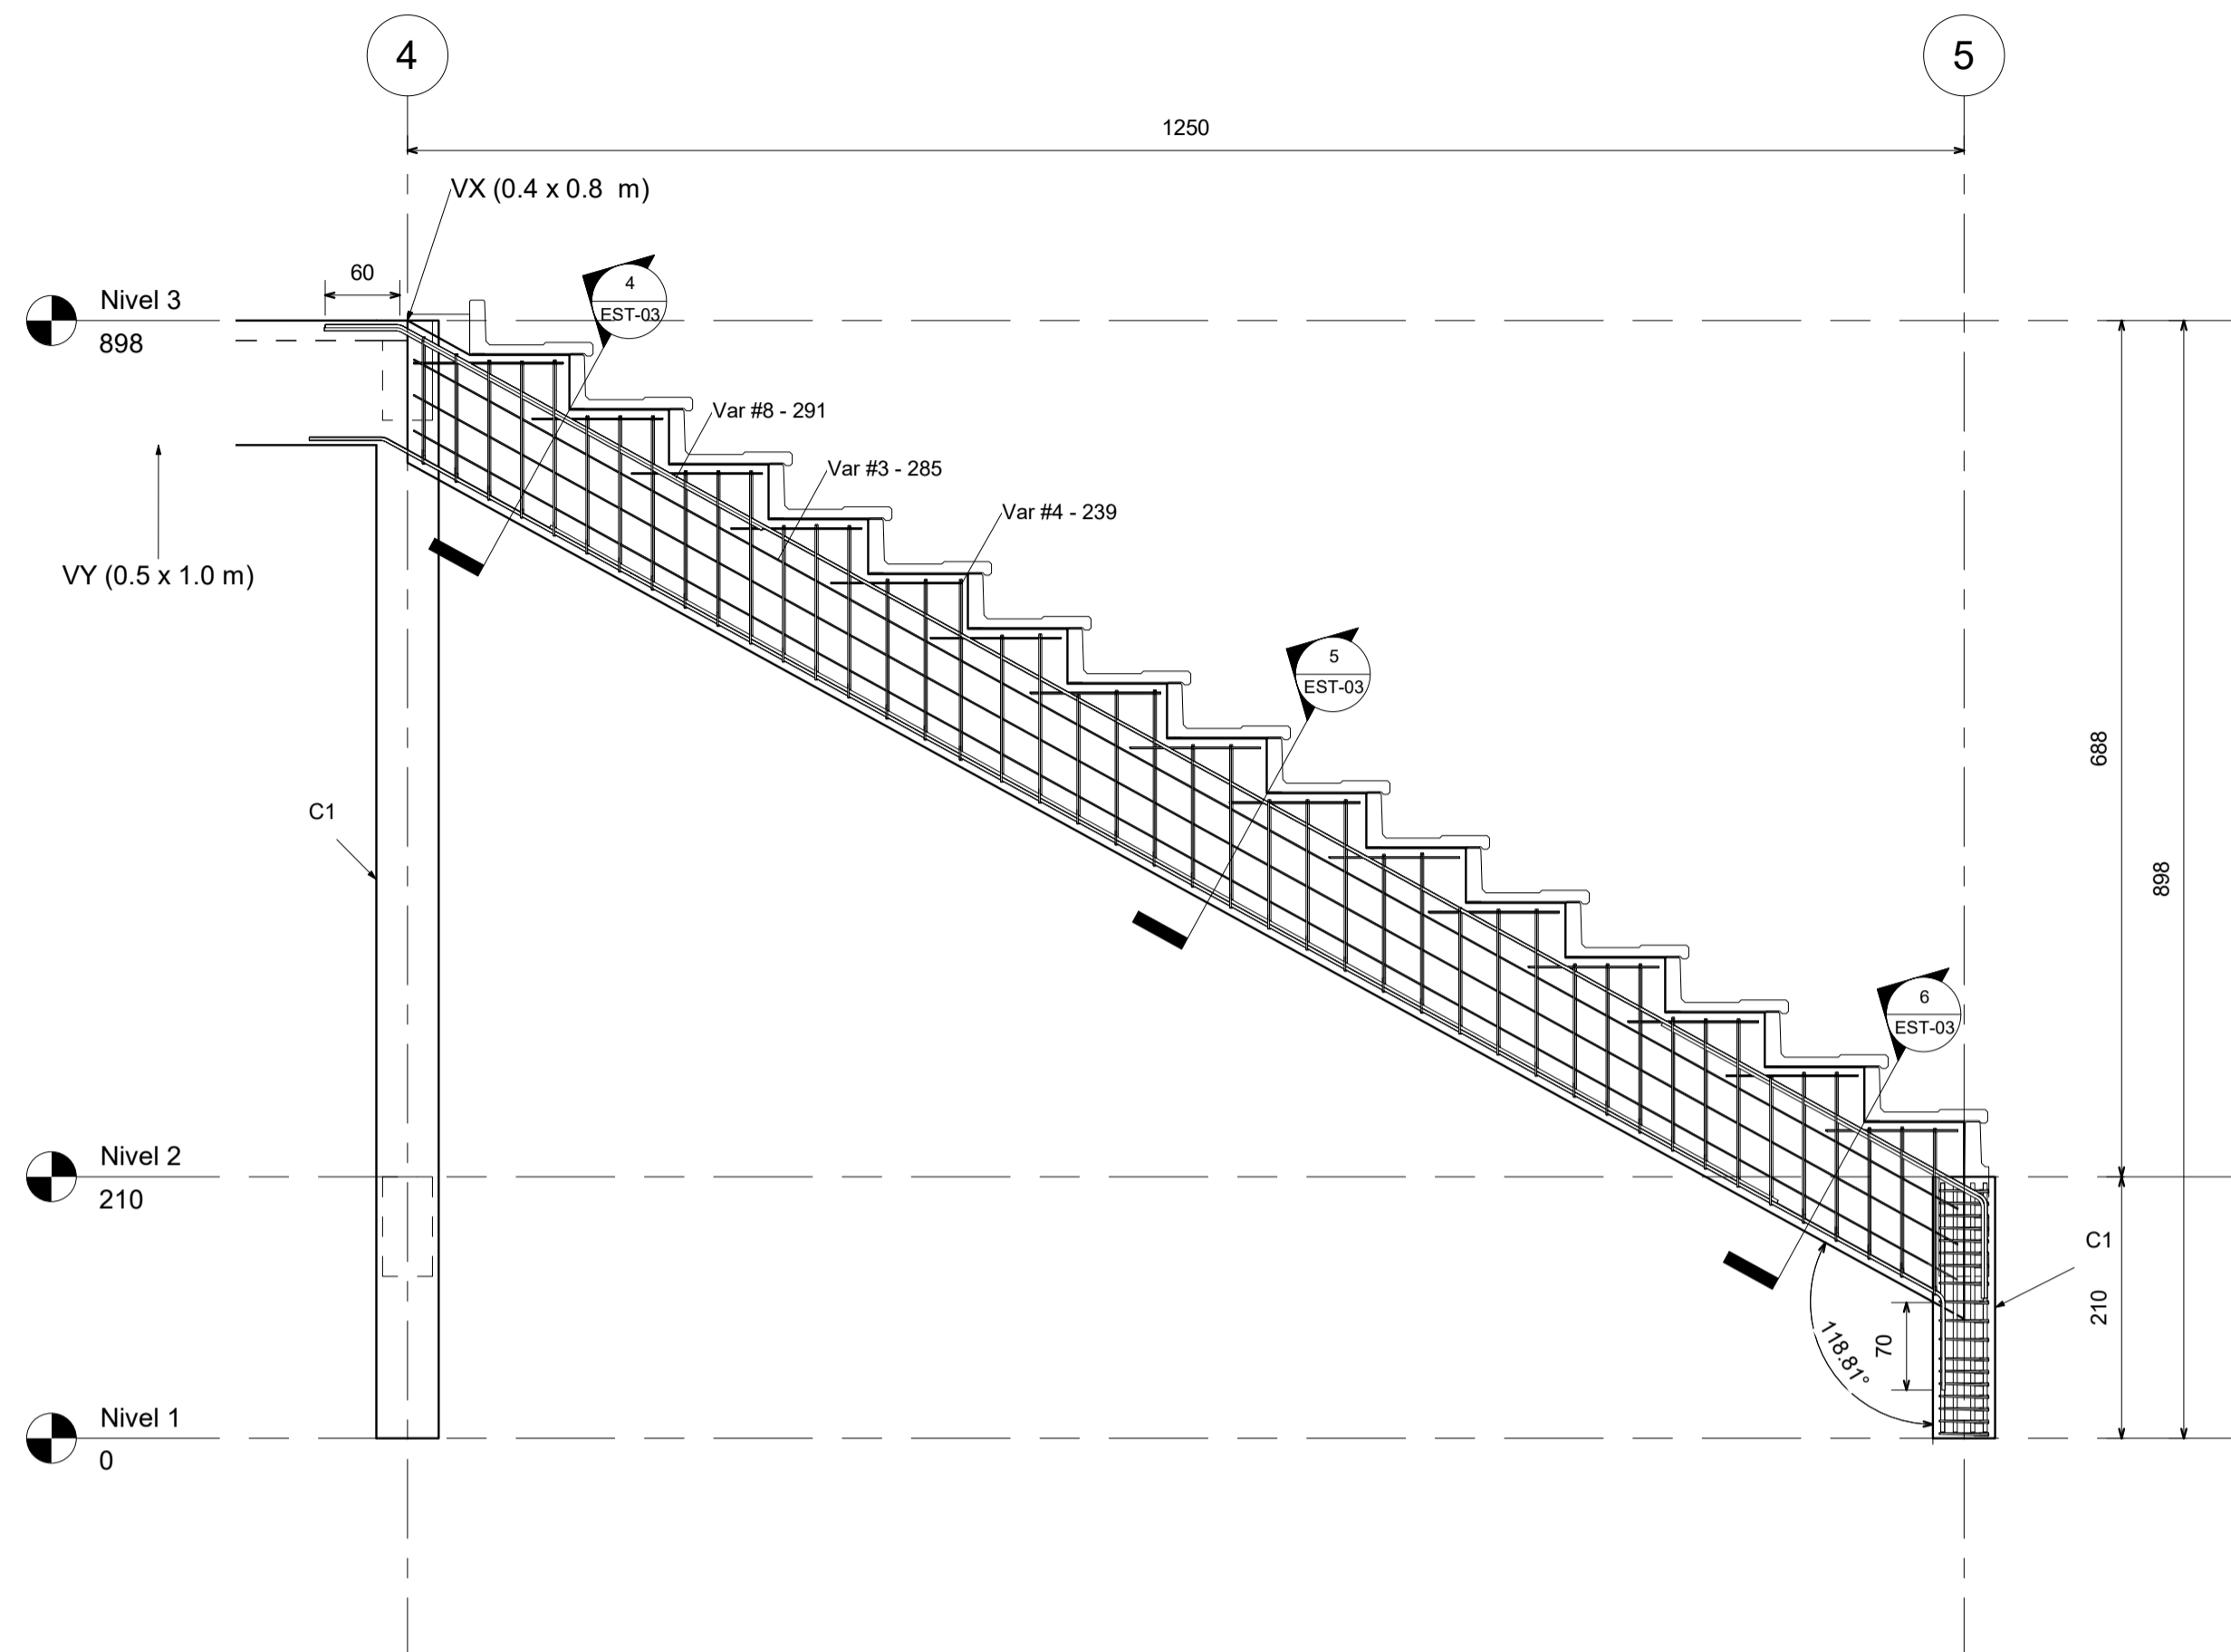 4
5
1250
VX (0.4 x 0.8 m)
60
4
EST-03
Nivel 3
898
Var #8 - 291
Var #3 - 285
Var #4 - 239
VY (0.5 x 1.0 m)
5
EST-03
688
C1
898
6
EST-03
Nivel 2
210
C1
210
70
118.81°
Nivel 1
0